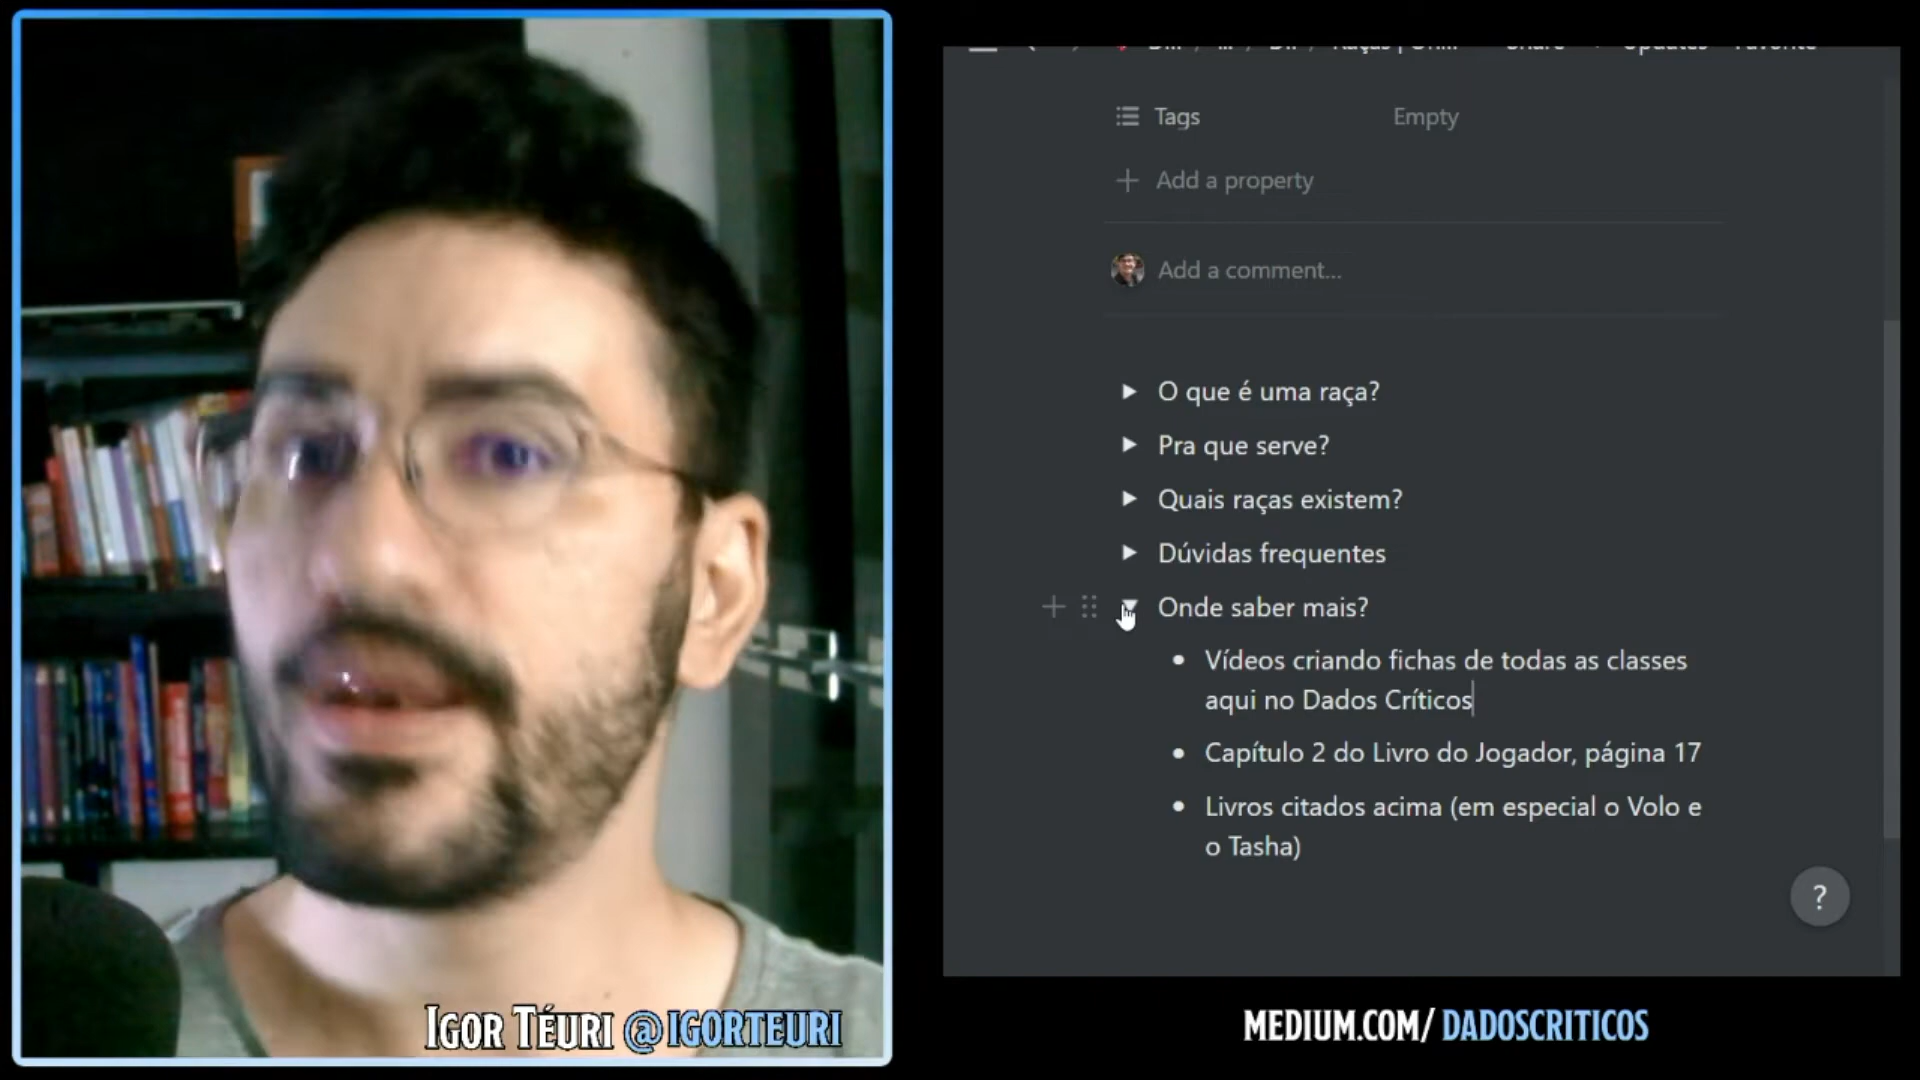 Tags Empty
Add a property
Add a comment...
O que é uma raça?
Pra que serve?
Quais raças existem?
Dúvidas frequentes
Onde saber mais?
Vídeos criando fichas de todas as classes
aqui no Dados Críticos
Capítulo 2 do Livro do Jogador, página 17
Livros citados acima (em especial o Volo e
o Tasha)
?
IGOR TÉURI @IGORTEURI
MEDIUM.COM/ DADOSCRITICOS